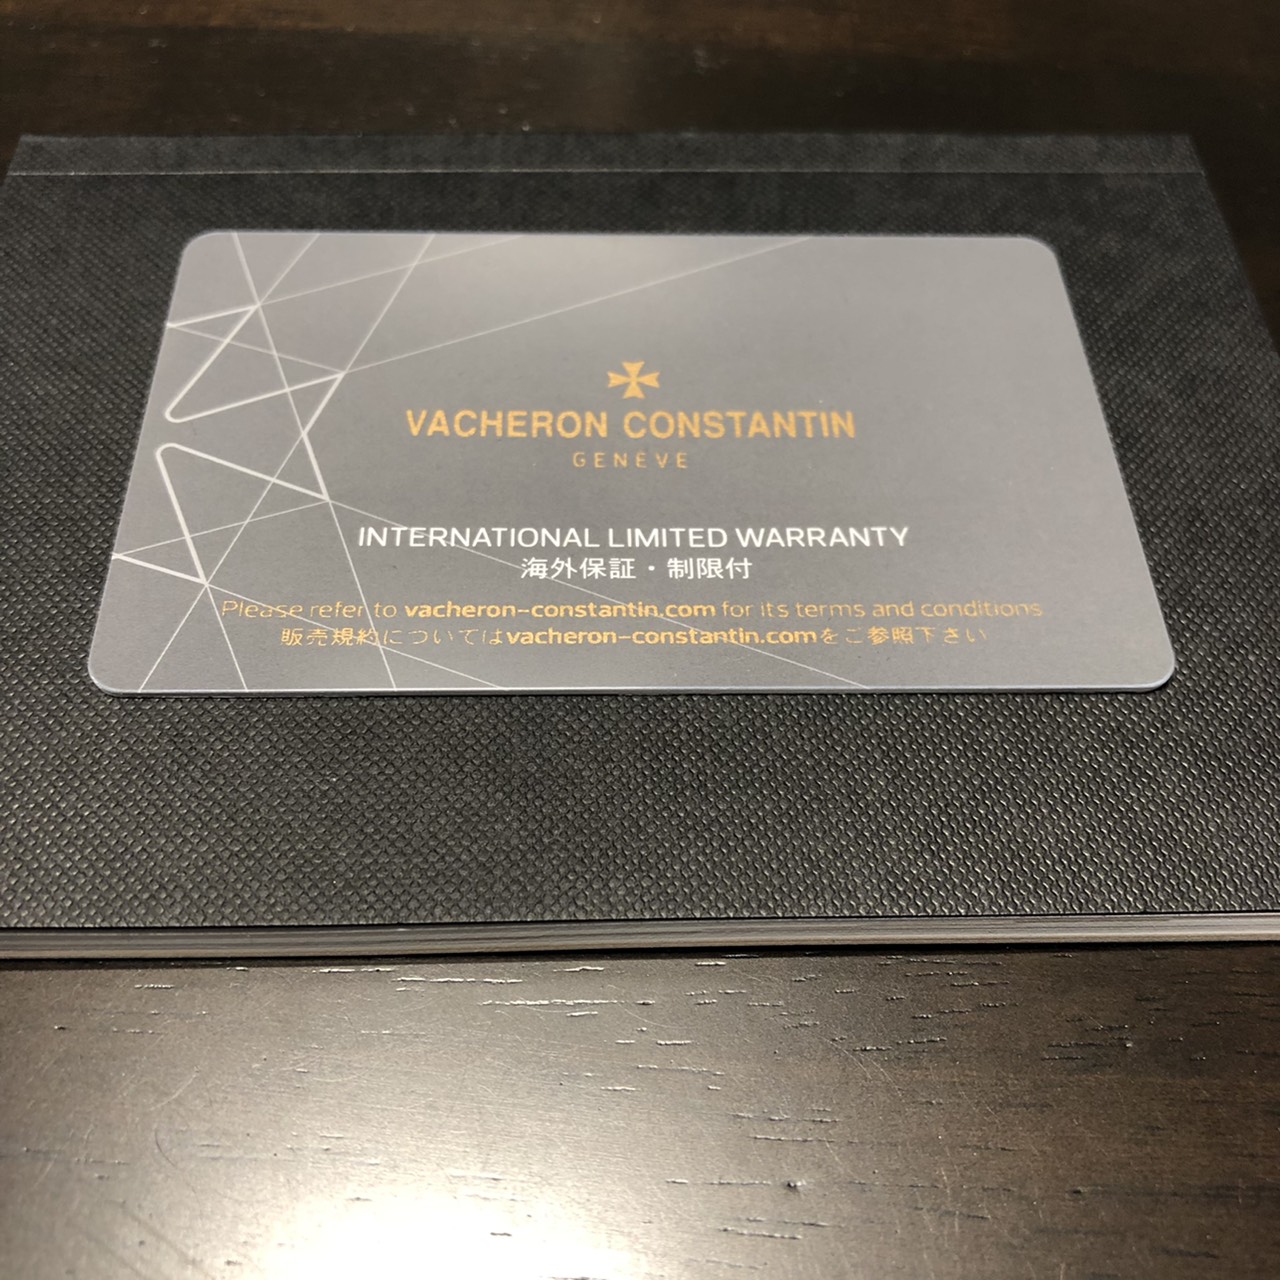 VACHERON CONSTANTIN
GENÈVE
INTERNATIONAL LIMITED WARRANTY
海外保証・制限付
Please refer to vacheron-constantin.com for its terms and conditions
販売規約についてはvacheron-constantin.comをご参照下さい